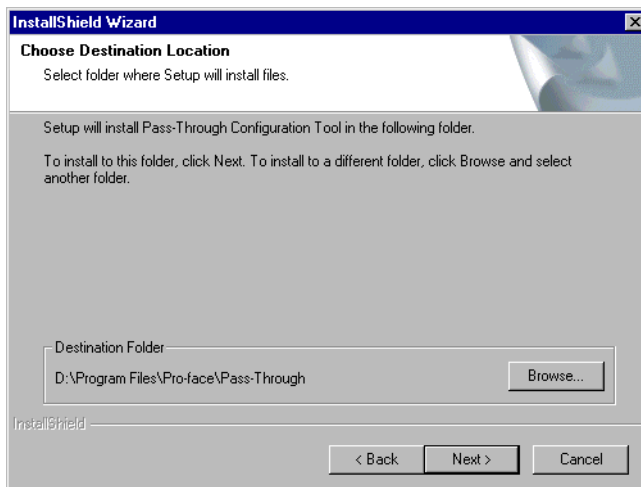 InstallShield Wizard
Choose Destination Location
Select folder where Setup will install files.
Setup will install Pass-Through Configuration Tool in the following folder.
To install to this folder, click Next. To install to a different folder, click Browse and select
another folder.
Destination Folder
D:\Program Files\Pro-face\Pass-Through
Browse...
InstallShield
< Back
Next >
Cancel